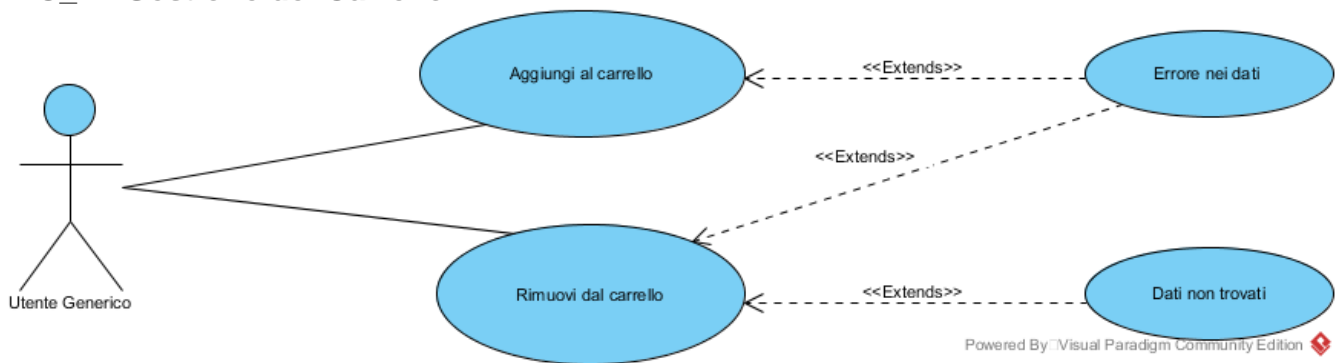 Aggiungi al carrello
<<Extends>>
Errore nei dati
<<Extends>>
Utente Generico
Rimuovi dal carrello
<<Extends>>
Dati non trovati
Powered By Visual Paradigm Community Edition